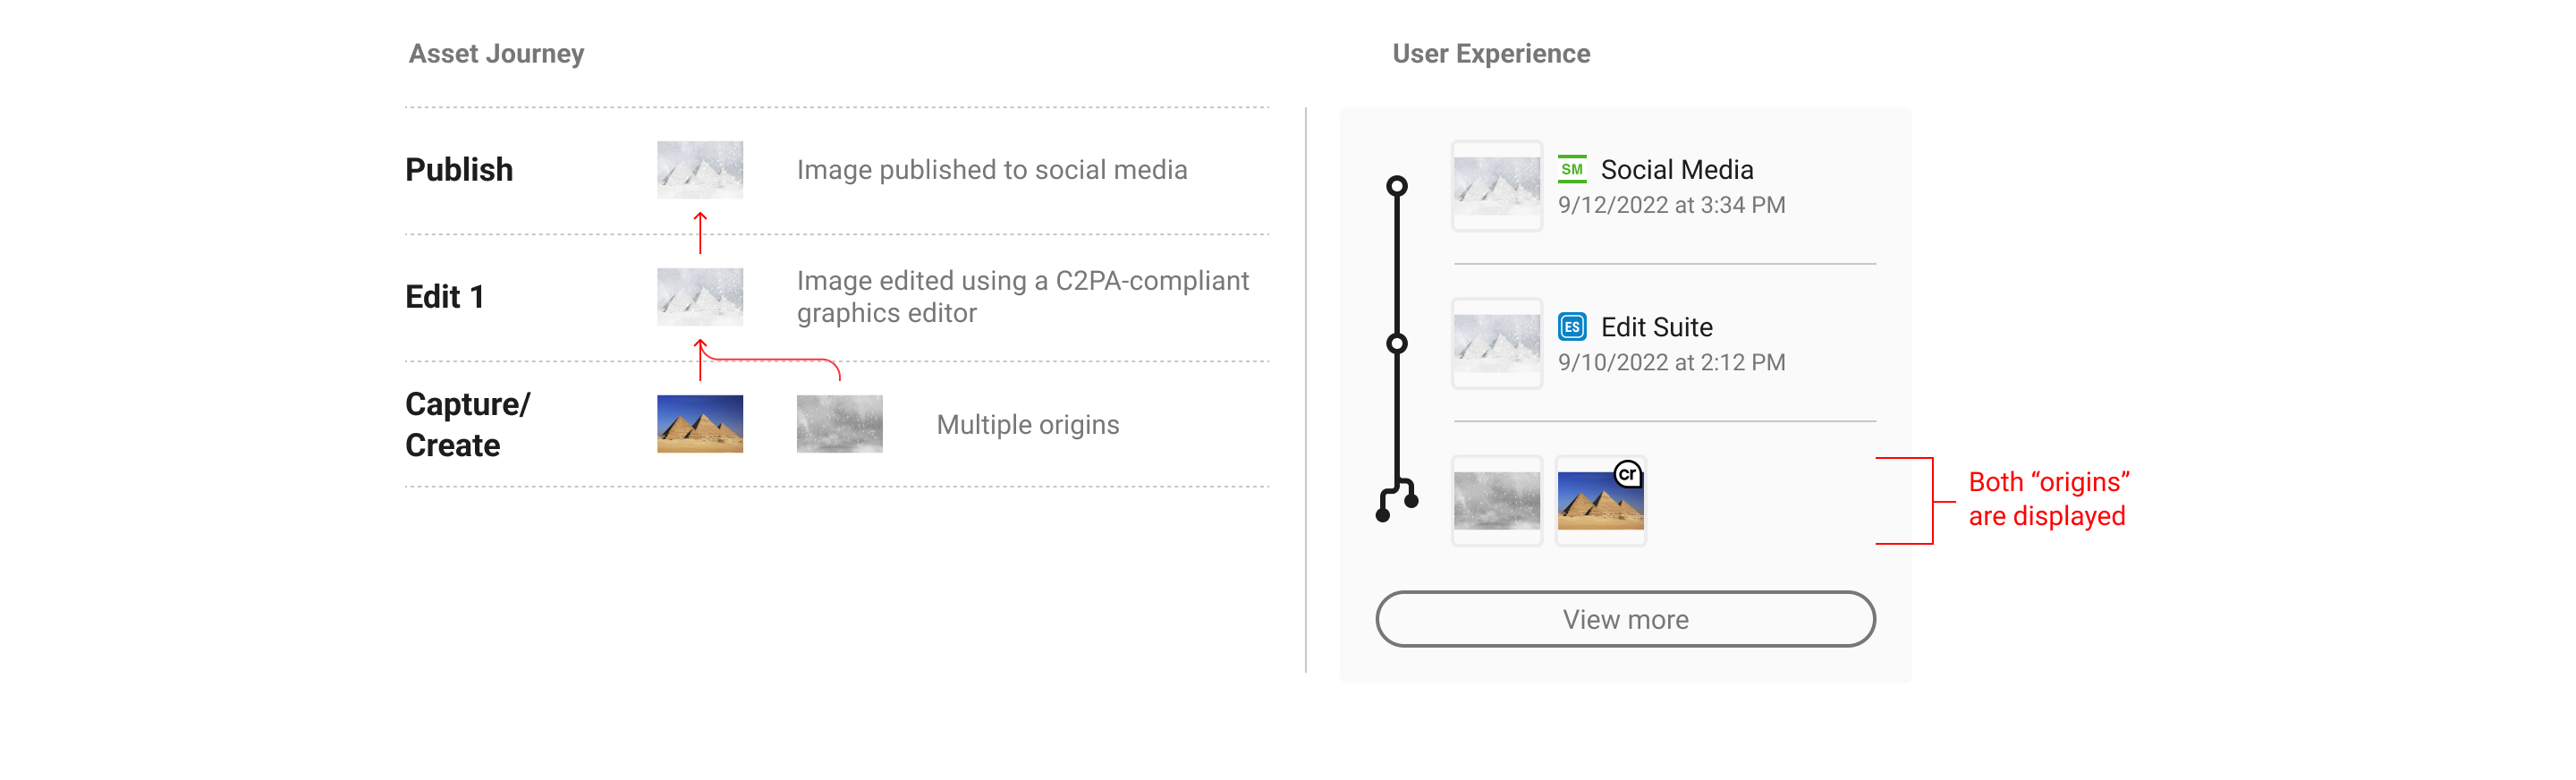 Asset Journey
Publish
Image published to social media
Edit 1
Image edited using a C2PA-compliant
graphics editor
Capture/
Create
Multiple origins
User Experience
SM Social Media
9/12/2022 at 3:34 PM
ES Edit Suite
9/10/2022 at 2:12 PM
cr
Both “origins”
are displayed
View more